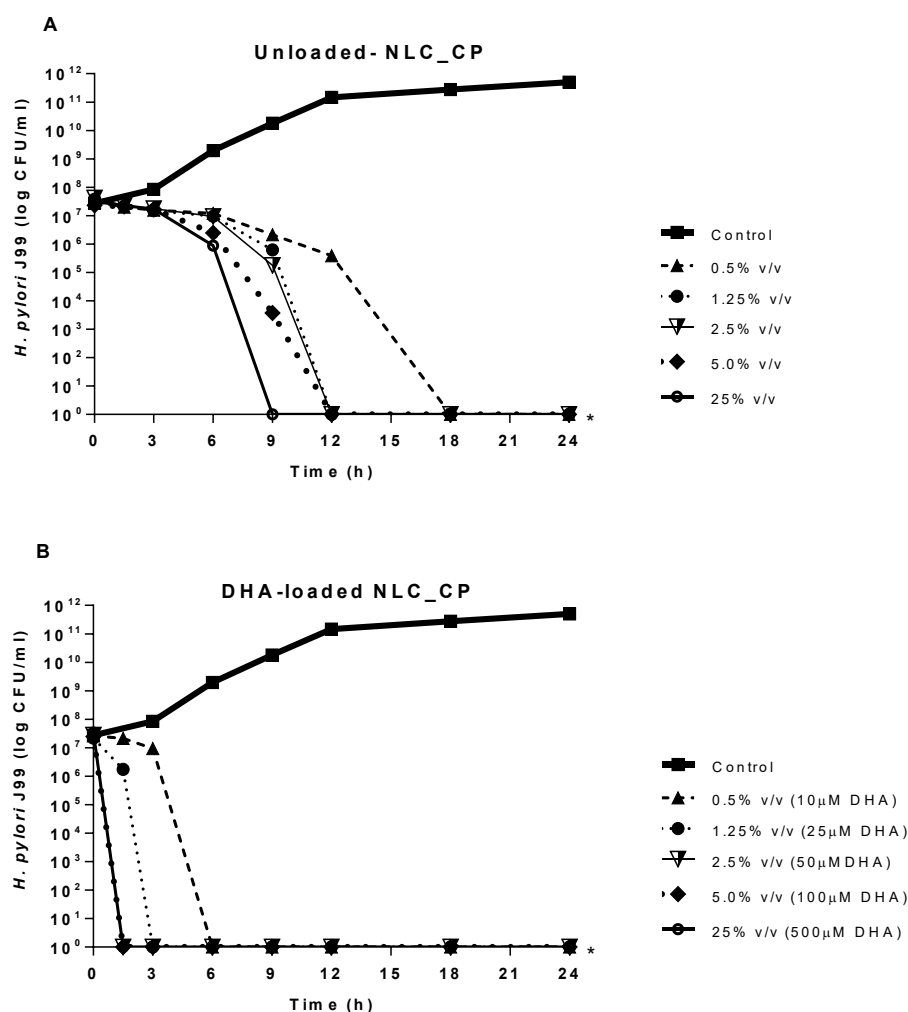 A
Unloaded- NLC_CP
H. pylori J99 (log CFU/ml)
10^12
10^11
10^10
10^9
10^8
10^7
10^6
10^5
10^4
10^3
10^2
10^1
10^0
0 3 6 9 12 15 18 21 24 *
Time (h)
Control
0.5% v/v
1.25% v/v
2.5% v/v
5.0% v/v
25% v/v
B
DHA-loaded NLC_CP
H. pylori J99 (log CFU/ml)
10^12
10^11
10^10
10^9
10^8
10^7
10^6
10^5
10^4
10^3
10^2
10^1
10^0
0 3 6 9 12 15 18 21 24 *
Time (h)
Control
0.5% v/v (10μM DHA)
1.25% v/v (25μM DHA)
2.5% v/v (50μMDHA)
5.0% v/v (100μM DHA)
25% v/v (500μM DHA)